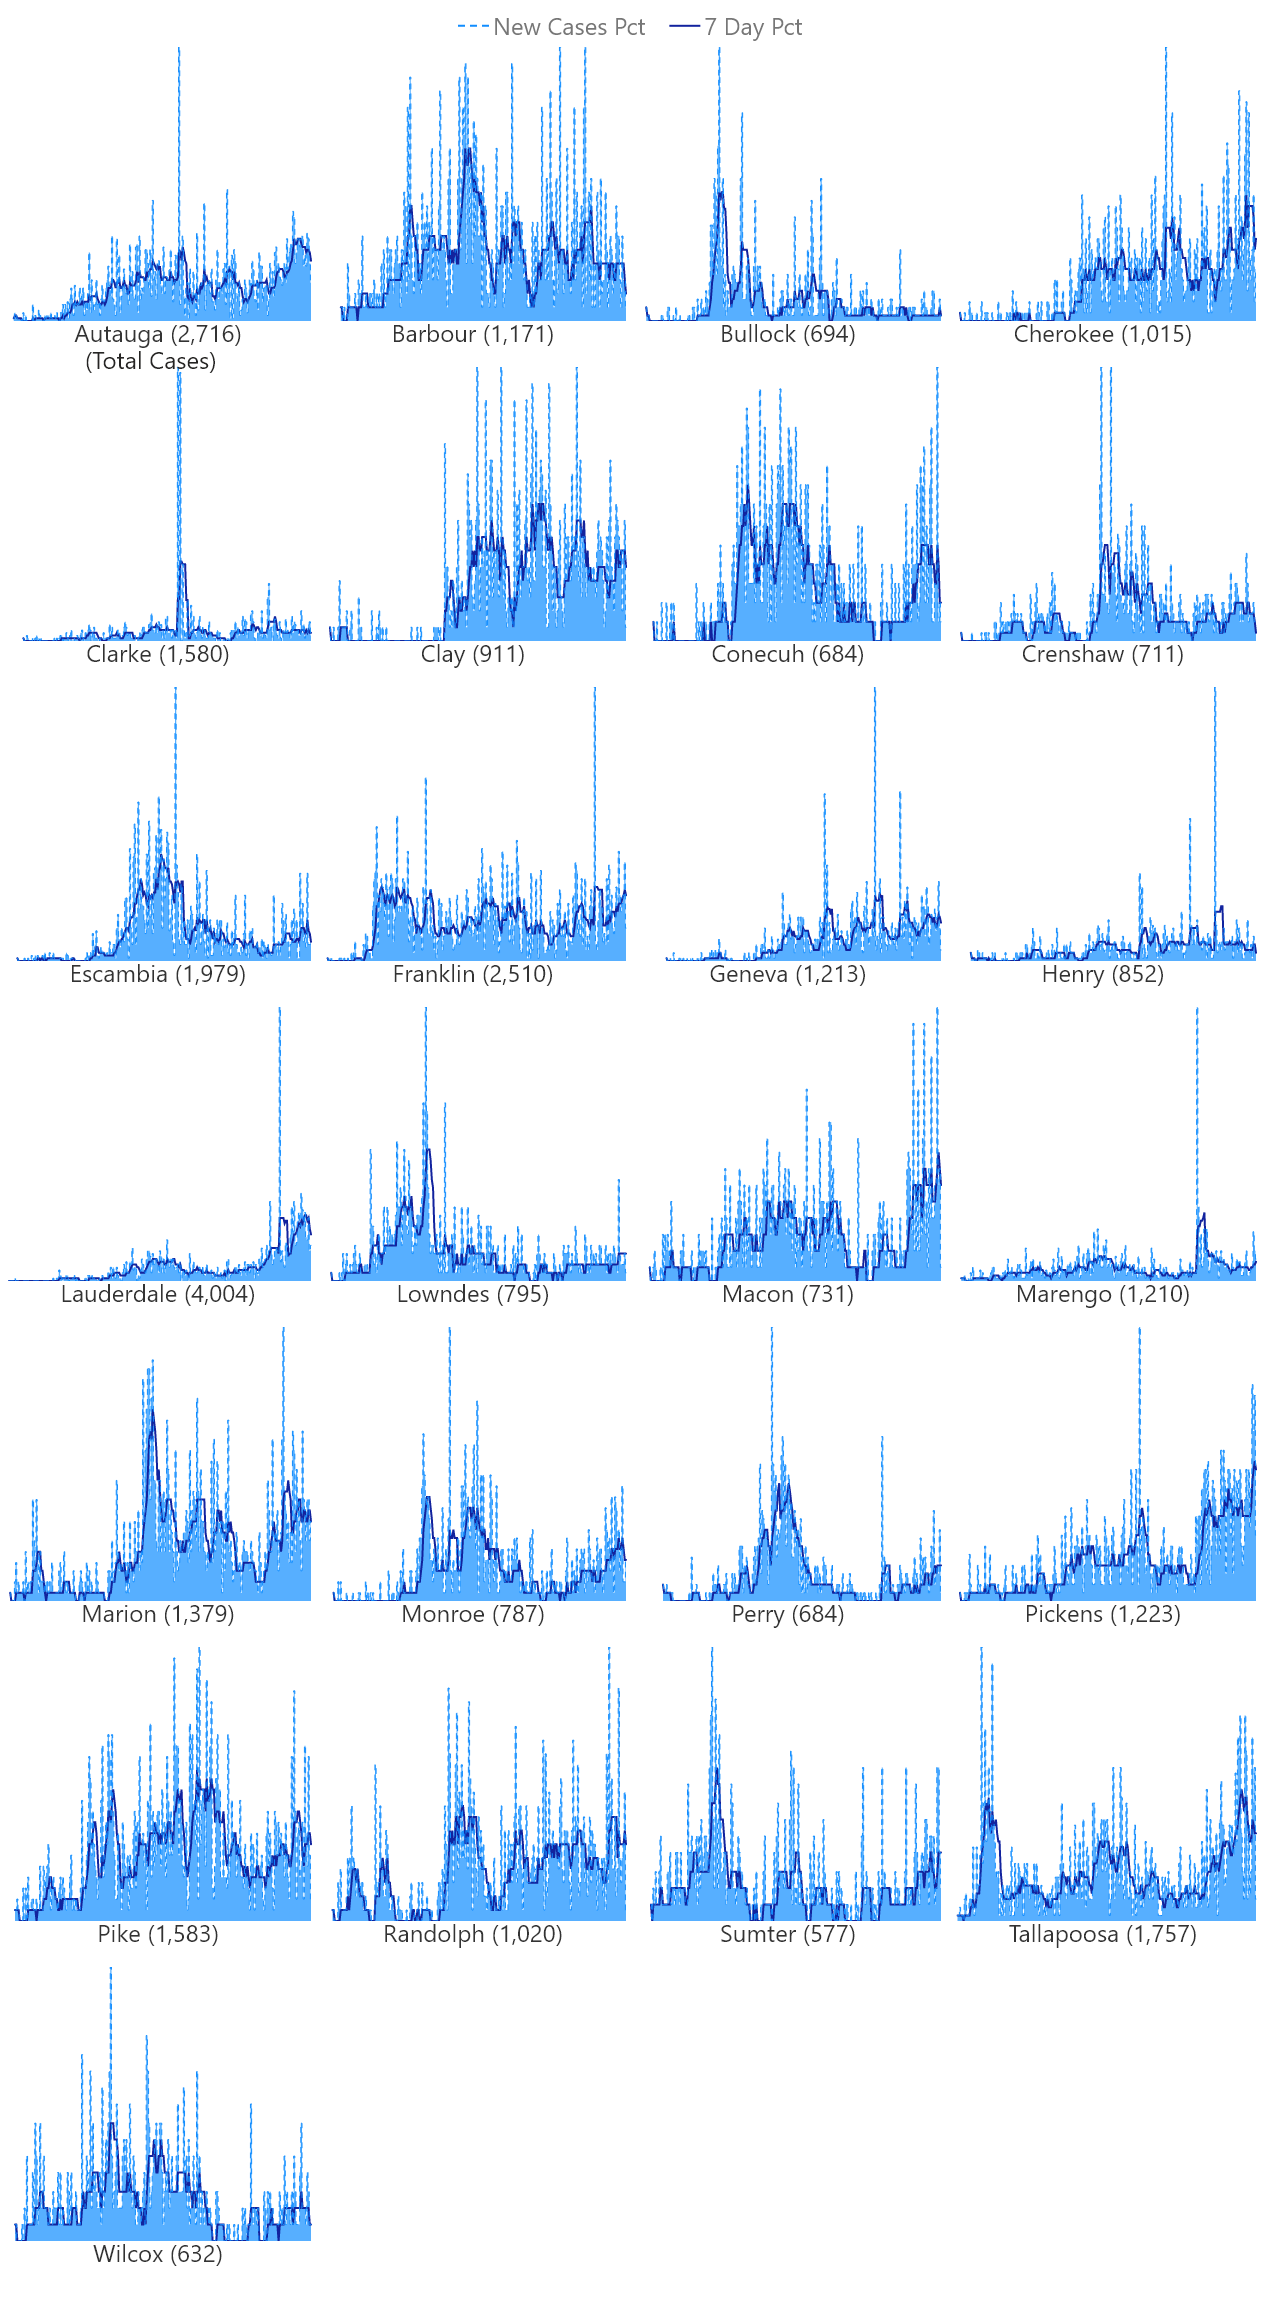 New Cases Pct 7 Day Pct
Autauga (2,716) Barbour (1,171) Bullock (694) Cherokee (1,015)
(Total Cases)
Clarke (1,580) Clay (911) Conecuh (684) Crenshaw (711)
Escambia (1,979) Franklin (2,510) Geneva (1,213) Henry (852)
Lauderdale (4,004) Lowndes (795) Macon (731) Marengo (1,210)
Marion (1,379) Monroe (787) Perry (684) Pickens (1,223)
Pike (1,583) Randolph (1,020) Sumter (577) Tallapoosa (1,757)
Wilcox (632)